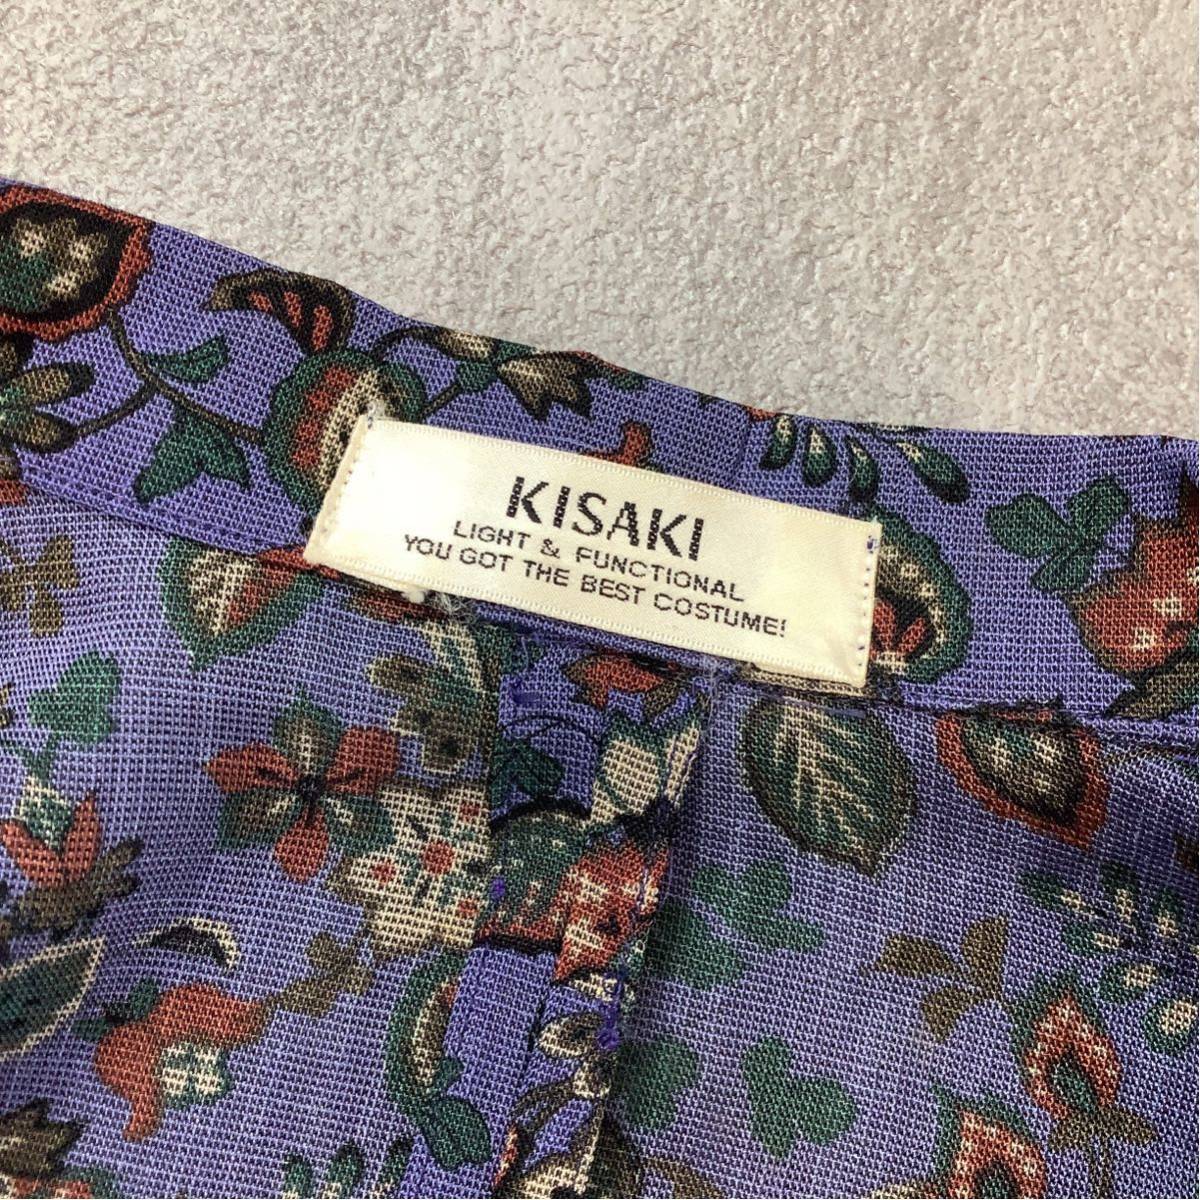 KISAKI
LIGHT & FUNCTIONAL
YOU GOT THE BEST COSTUME!